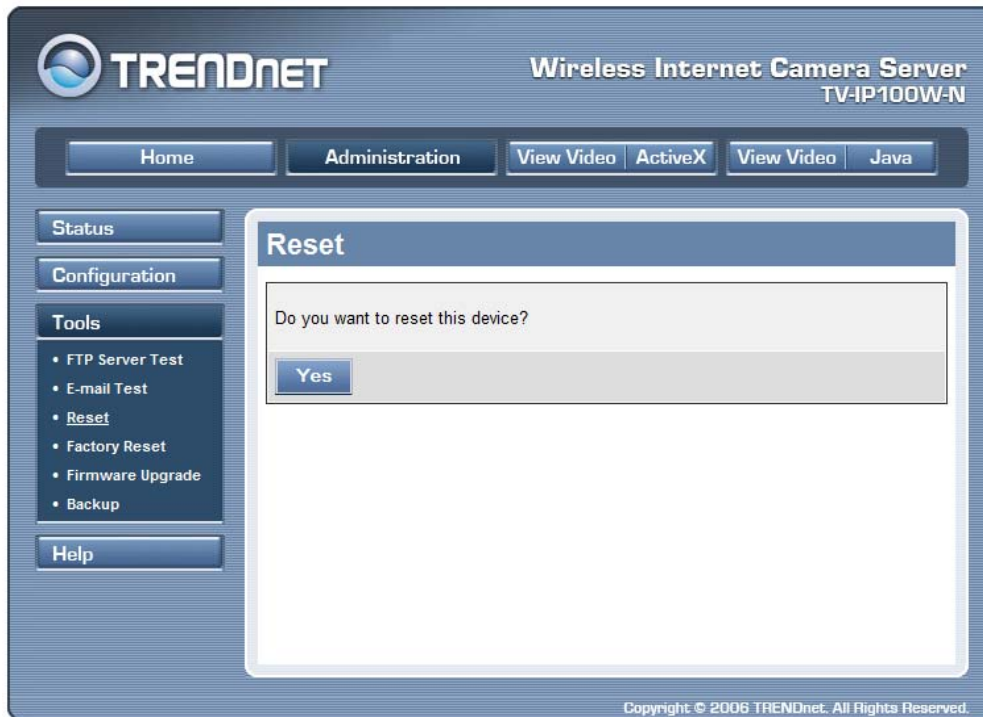 TRENDNET
Wireless Internet Camera Server
TV-IP100W-N
Home
Administration
View Video ActiveX
View Video Java
Status
Configuration
Tools
• FTP Server Test
• E-mail Test
• Reset
• Factory Reset
• Firmware Upgrade
• Backup
Help
Reset
Do you want to reset this device?
Yes
Copyright © 2006 TRENDnet. All Rights Reserved.